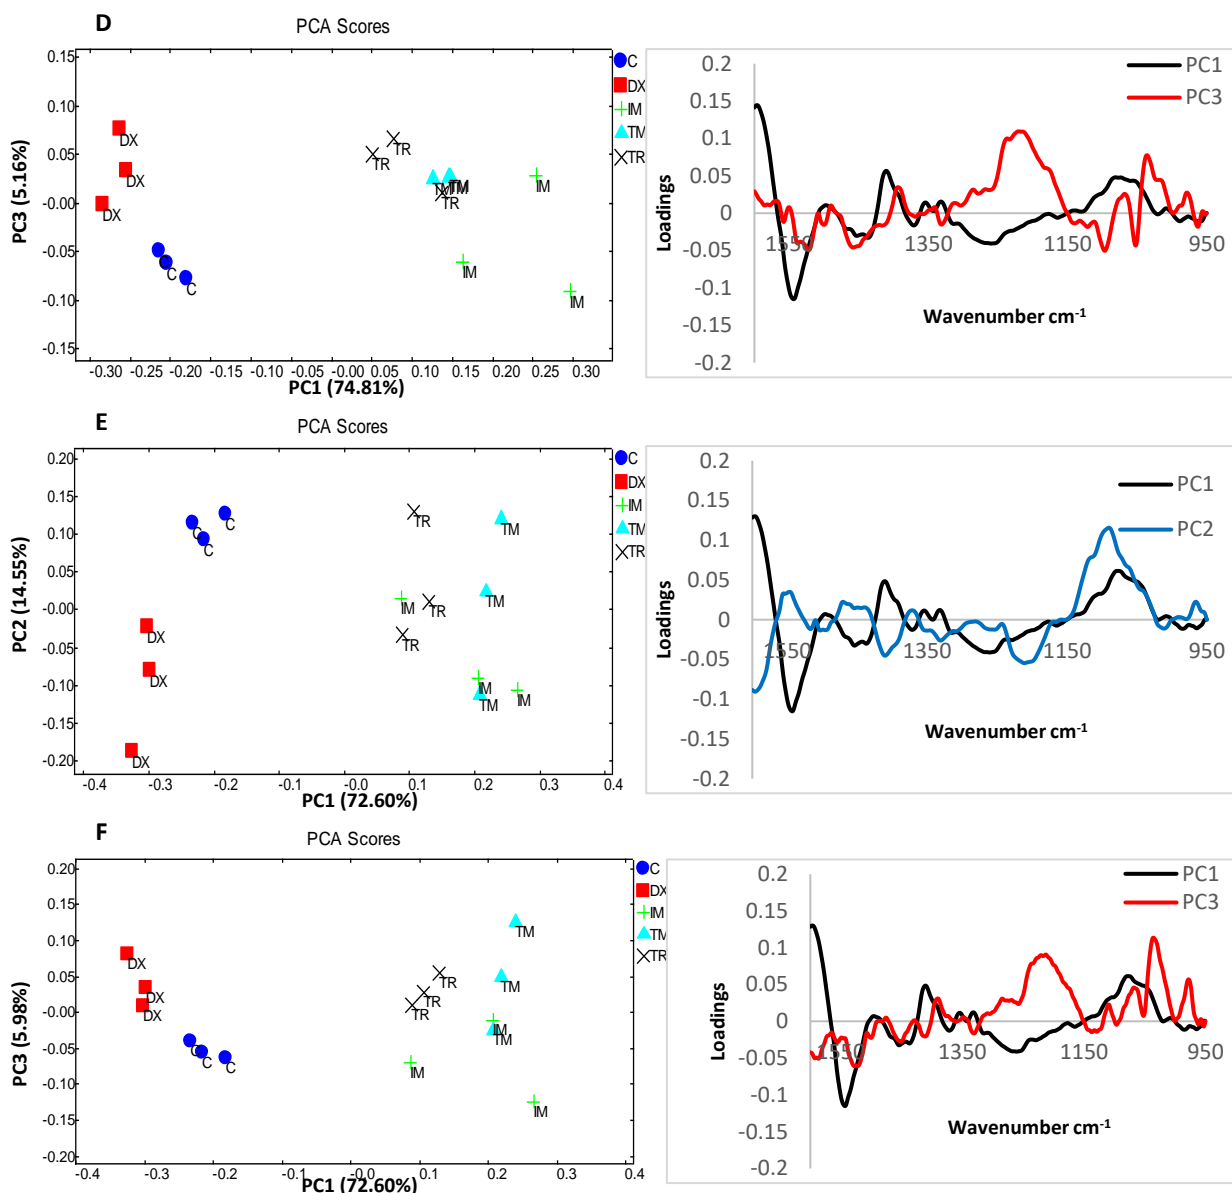 D
PCA Scores
0.15
0.10
0.05
-0.00
-0.05
-0.10
-0.15
PC3 (5.16%)
DX
DX
DX
C
C
C
TR
TR
TR
TM
TM
TM
IM
IM
IM
C
DX
IM
TM
TR
-0.30 -0.25 -0.20 -0.10 -0.05 -0.00 0.05 0.10 0.15 0.20 0.25 0.30
PC1 (74.81%)
0.2
0.15
0.1
0.05
0
-0.05
-0.1
-0.15
-0.2
Loadings
PC1
PC3
1550 1350 1150 950
Wavenumber cm-1
E
PCA Scores
0.20
0.15
0.10
0.05
-0.00
-0.05
-0.10
-0.15
-0.20
PC2 (14.55%)
C
C
C
DX
DX
DX
TR
TR
TR
TM
TM
TM
IM
IM
IM
C
DX
IM
TM
TR
-0.4 -0.3 -0.2 -0.1 -0.0 0.1 0.2 0.3 0.4
PC1 (72.60%)
0.2
0.15
0.1
0.05
0
-0.05
-0.1
-0.15
-0.2
Loadings
PC1
PC2
1550 1350 1150 950
Wavenumber cm-1
F
PCA Scores
0.20
0.15
0.10
0.05
0.00
-0.05
-0.10
-0.15
-0.20
PC3 (5.98%)
DX
DX
DX
C
C
C
TR
TR
TR
TM
TM
TM
IM
IM
IM
C
DX
IM
TM
TR
-0.4 -0.3 -0.2 -0.1 0.0 0.1 0.2 0.3 0.4
PC1 (72.60%)
0.2
0.15
0.1
0.05
0
-0.05
-0.1
-0.15
-0.2
Loadings
PC1
PC3
1550 1350 1150 950
Wavenumber cm-1